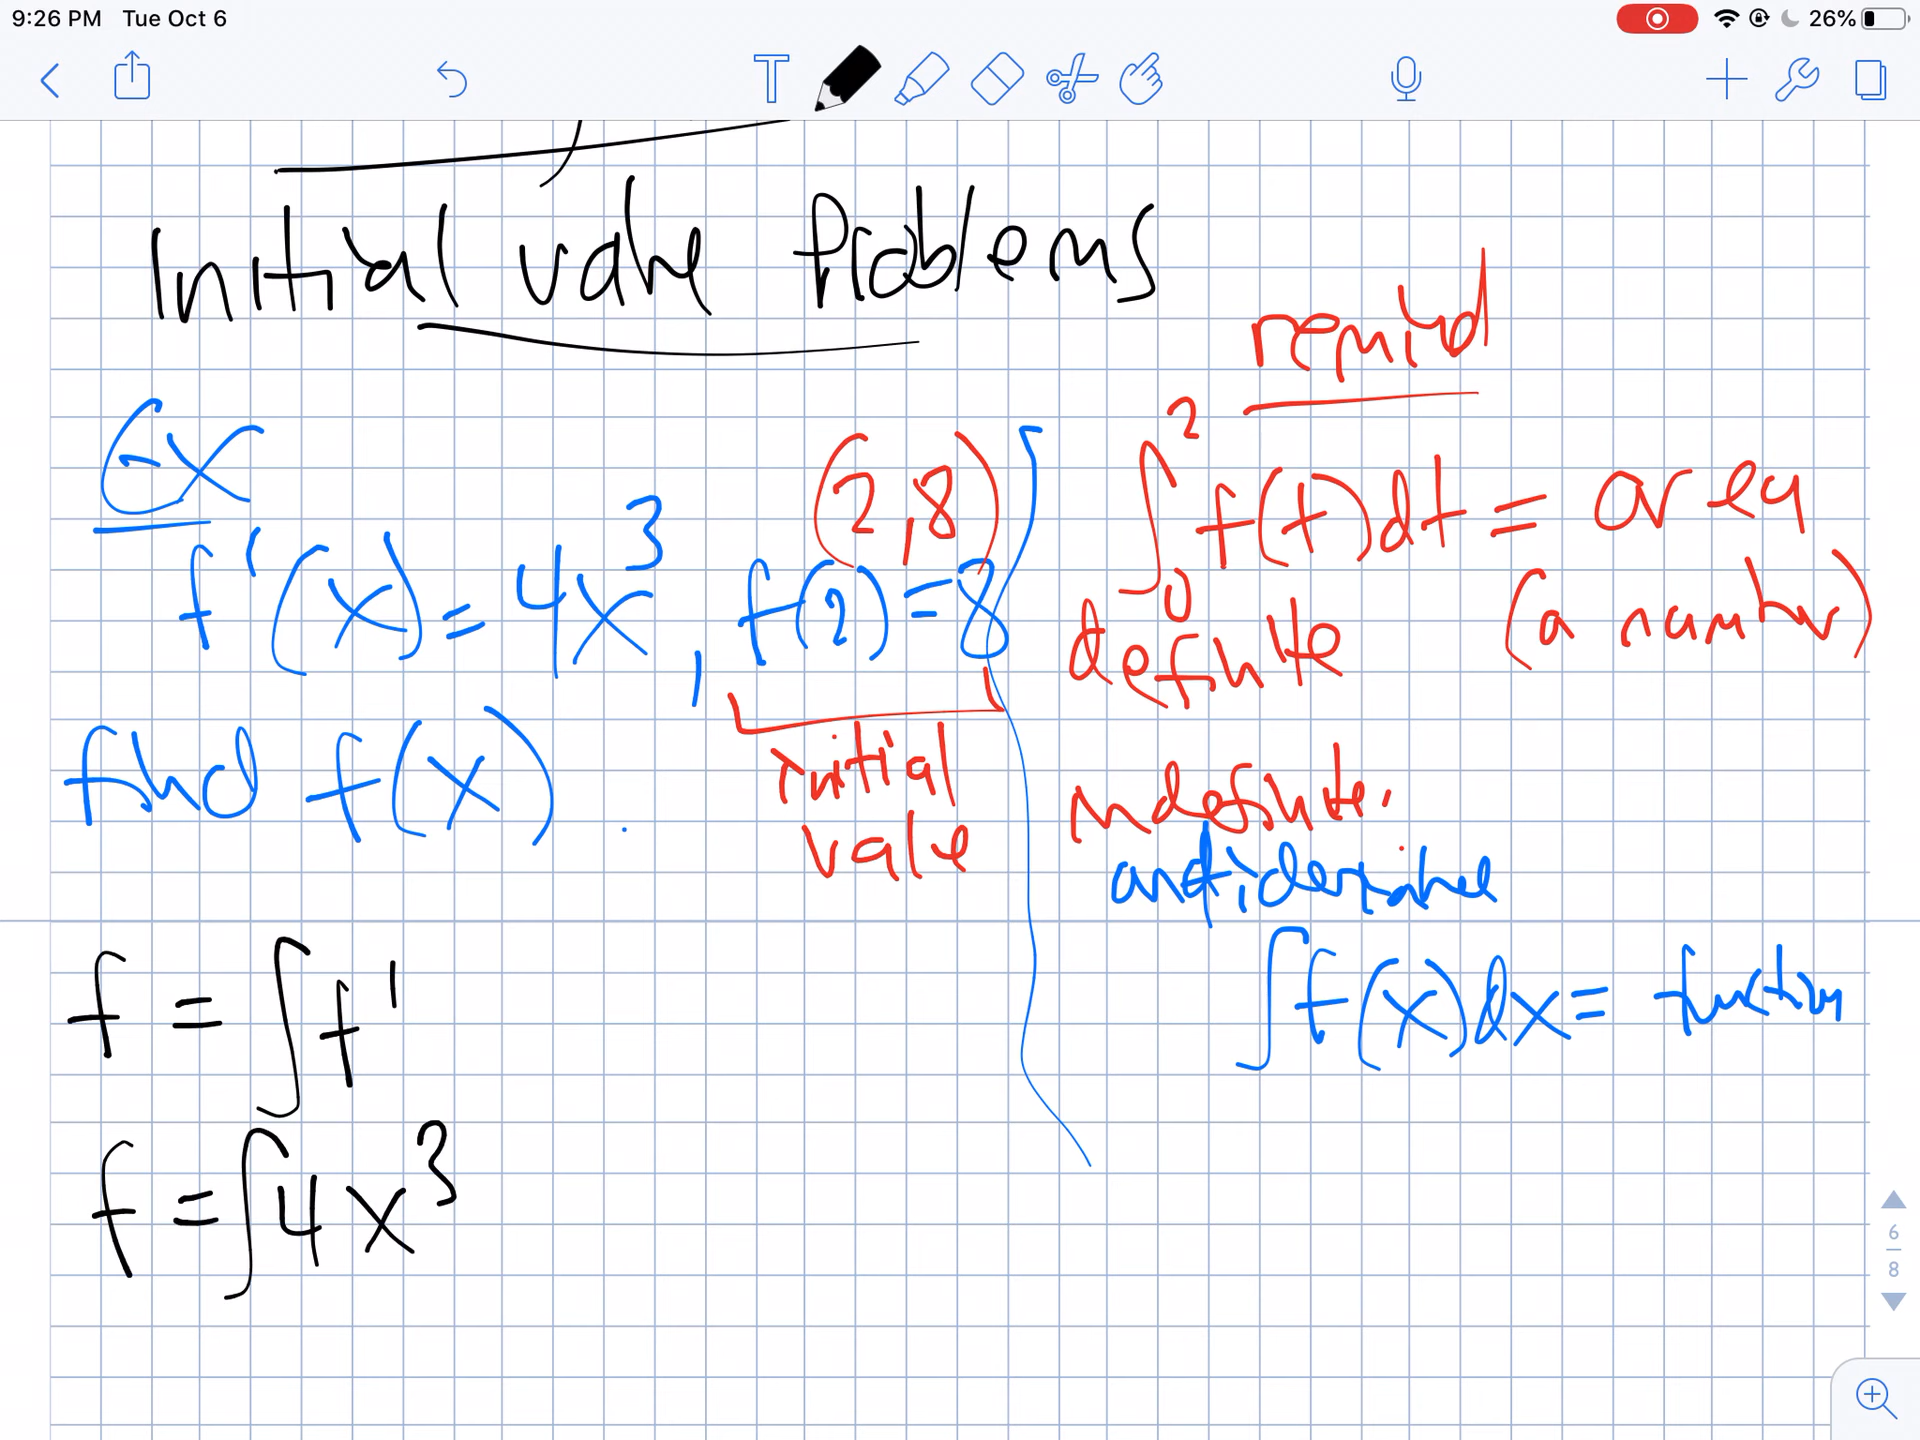 9:26 PM Tue Oct 6
26%
T
Initial value Problems
remind
Ex
(2,8)
∫₀² f(t)dt = area
(a number)
f'(x) = 4x³, f(2) = 8
definite
find f(x).
initial
value
indefinite:
antiderivative
f = ∫f'
∫f(x)dx = function
f = ∫4x³
6
8